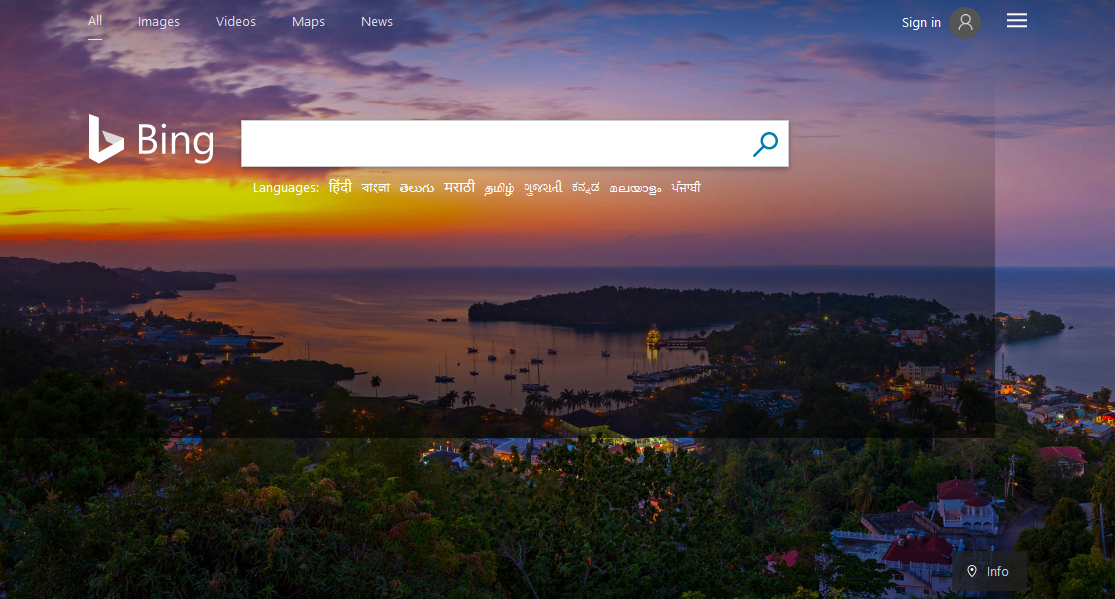 All Images Videos Maps News Sign in
Bing
Languages: हिंदी বাংলা తెలుగు मराठी தமிழ் ગુજરાતી ಕನ್ನಡ മലയാളം ਪੰਜਾਬੀ
Info